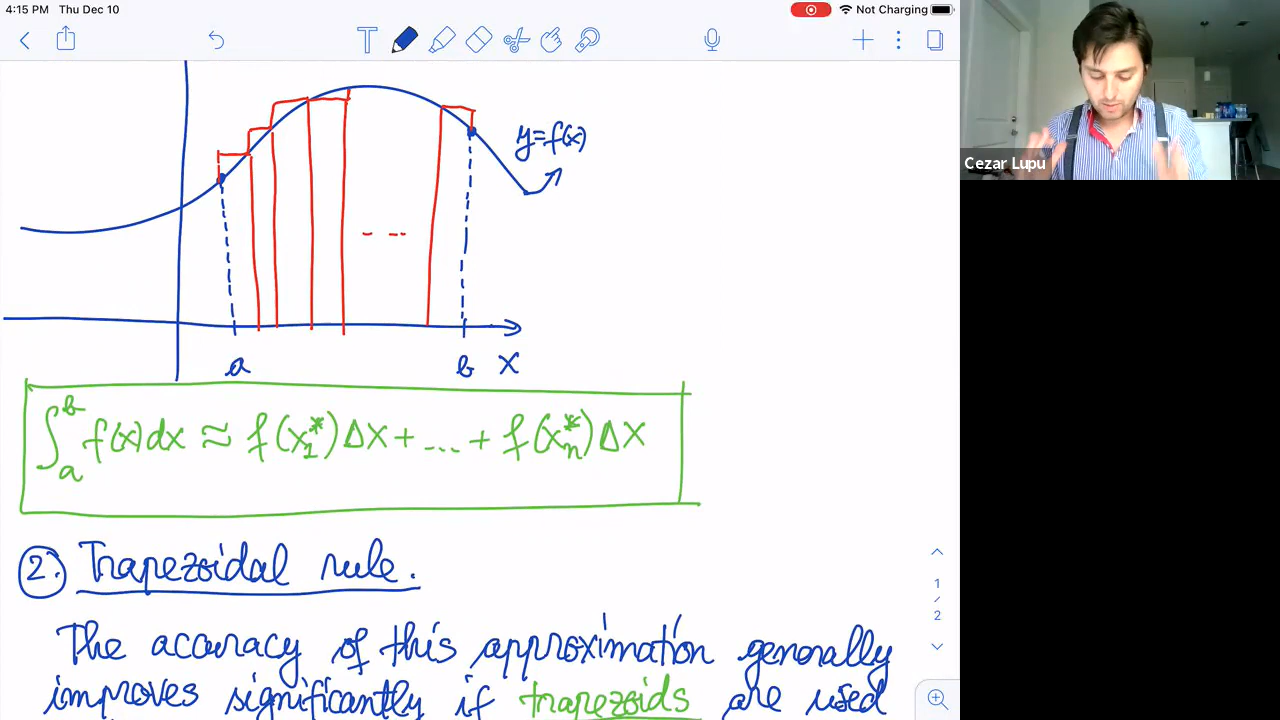 4:15 PM Thu Dec 10
Not Charging
T
y=f(x)
a
b
x
∫_a^b f(x)dx ≈ f(x₁*)Δx + ... + f(xₙ*)Δx
2. Trapezoidal rule.
The accuracy of this approximation generally
improves significantly if trapezoids are used
1
/
2
Cezar Lupu